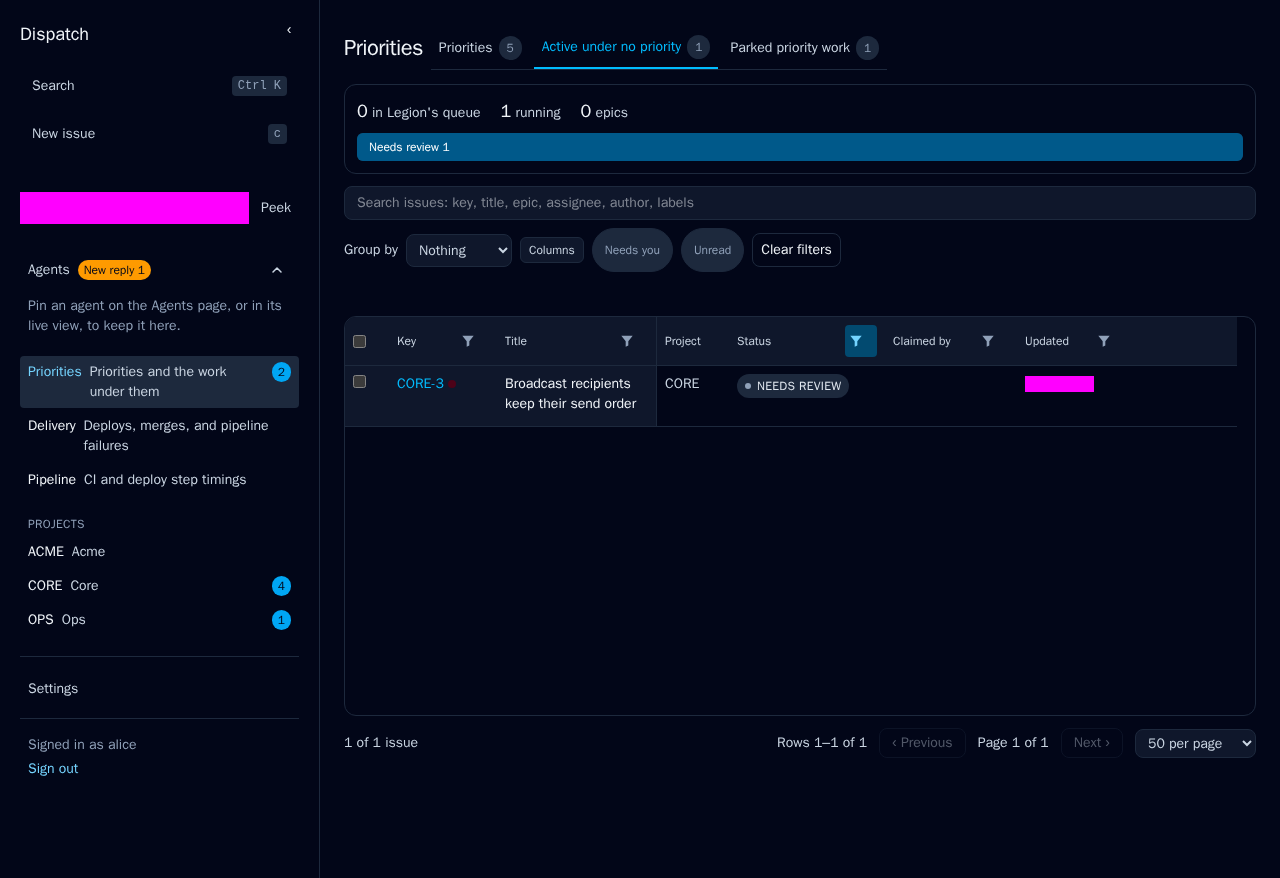 Dispatch
‹
Search Ctrl K
New issue C
Peek
Agents New reply 1
Pin an agent on the Agents page, or in its
live view, to keep it here.
Priorities Priorities and the work
under them
2
Delivery Deploys, merges, and pipeline
failures
Pipeline CI and deploy step timings
PROJECTS
ACME Acme
CORE Core 4
OPS Ops 1
Settings
Signed in as alice
Sign out
Priorities Priorities 5 Active under no priority 1 Parked priority work 1
0 in Legion's queue 1 running 0 epics
Needs review 1
Search issues: key, title, epic, assignee, author, labels
Group by Nothing Columns Needs you Unread Clear filters
Key Title Project Status Claimed by Updated
CORE-3 Broadcast recipients
keep their send order
CORE NEEDS REVIEW
1 of 1 issue Rows 1–1 of 1 ‹ Previous Page 1 of 1 Next › 50 per page